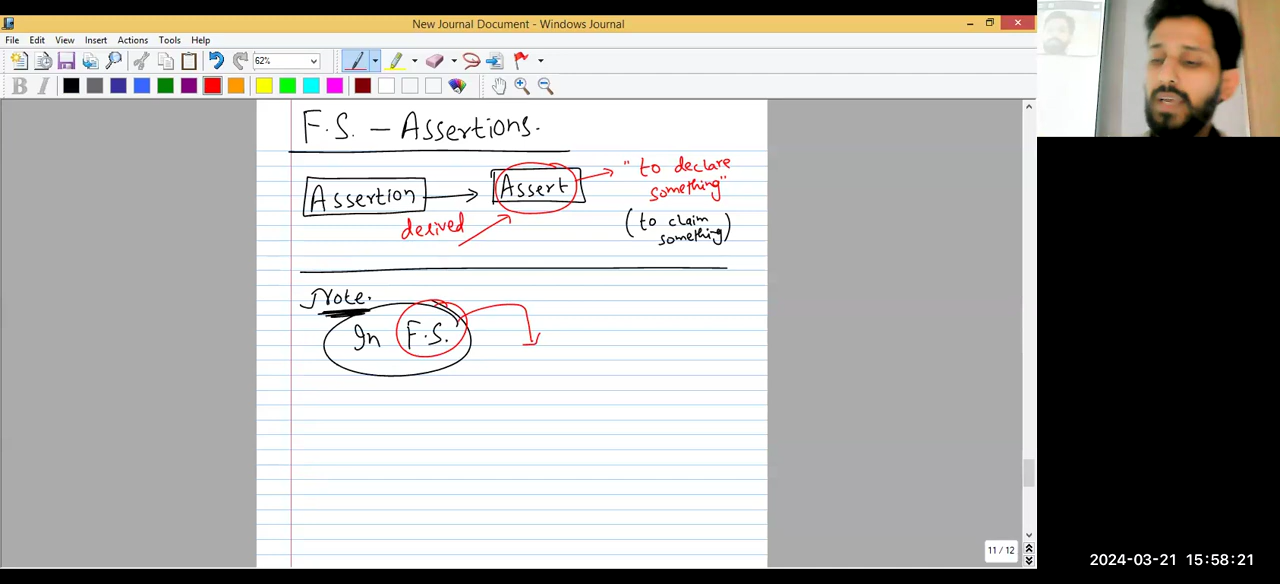 New Journal Document - Windows Journal
File Edit View Insert Actions Tools Help
62%
B I
F.S. – Assertions.
Assertion
Assert
"to declare
something"
derived
(to claim
something)
Note.
In F.S.
11 / 12
2024-03-21 15:58:21